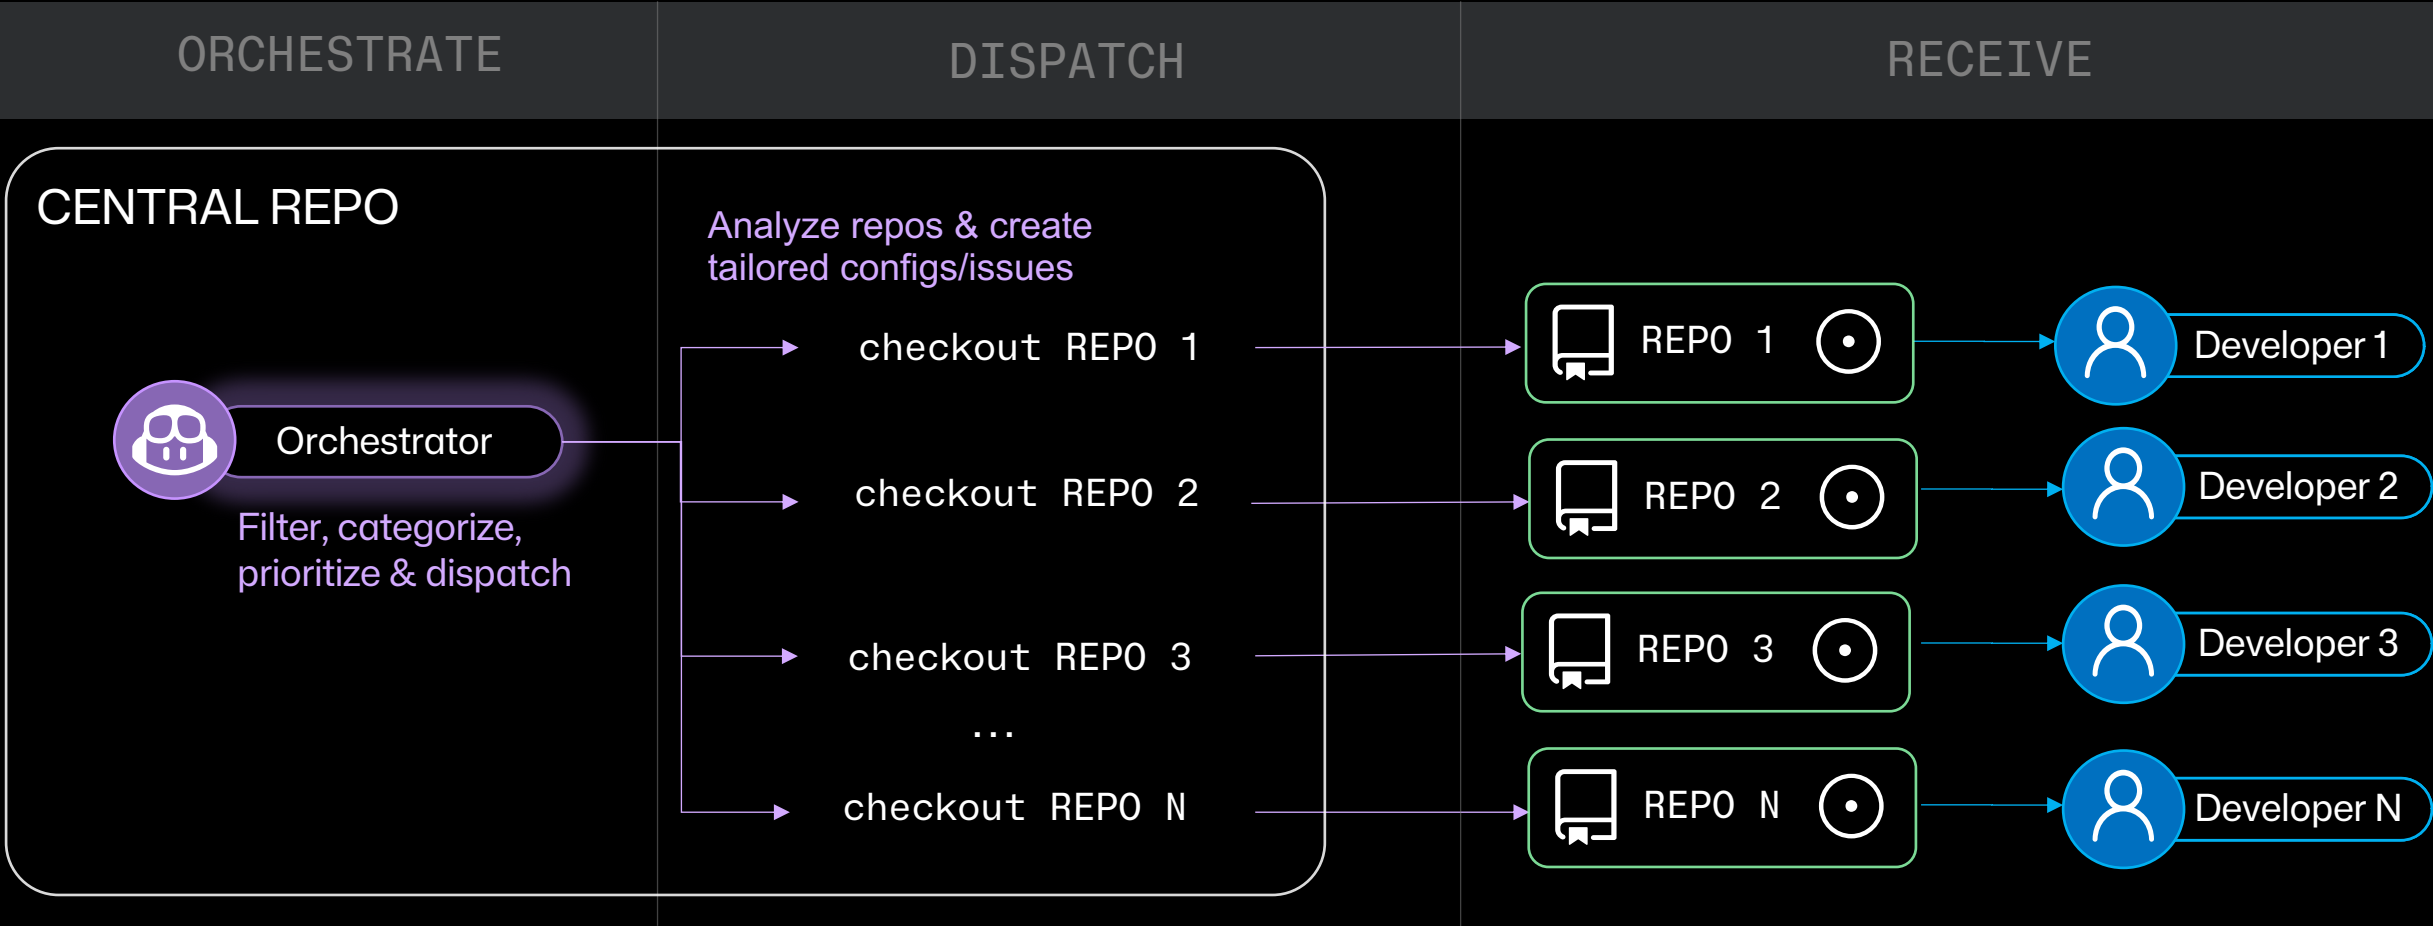 ORCHESTRATE
DISPATCH
RECEIVE
CENTRAL REPO
Analyze repos & create
tailored configs/issues
Orchestrator
Filter, categorize,
prioritize & dispatch
checkout REPO 1
checkout REPO 2
checkout REPO 3
...
checkout REPO N
REPO 1
Developer 1
REPO 2
Developer 2
REPO 3
Developer 3
REPO N
Developer N